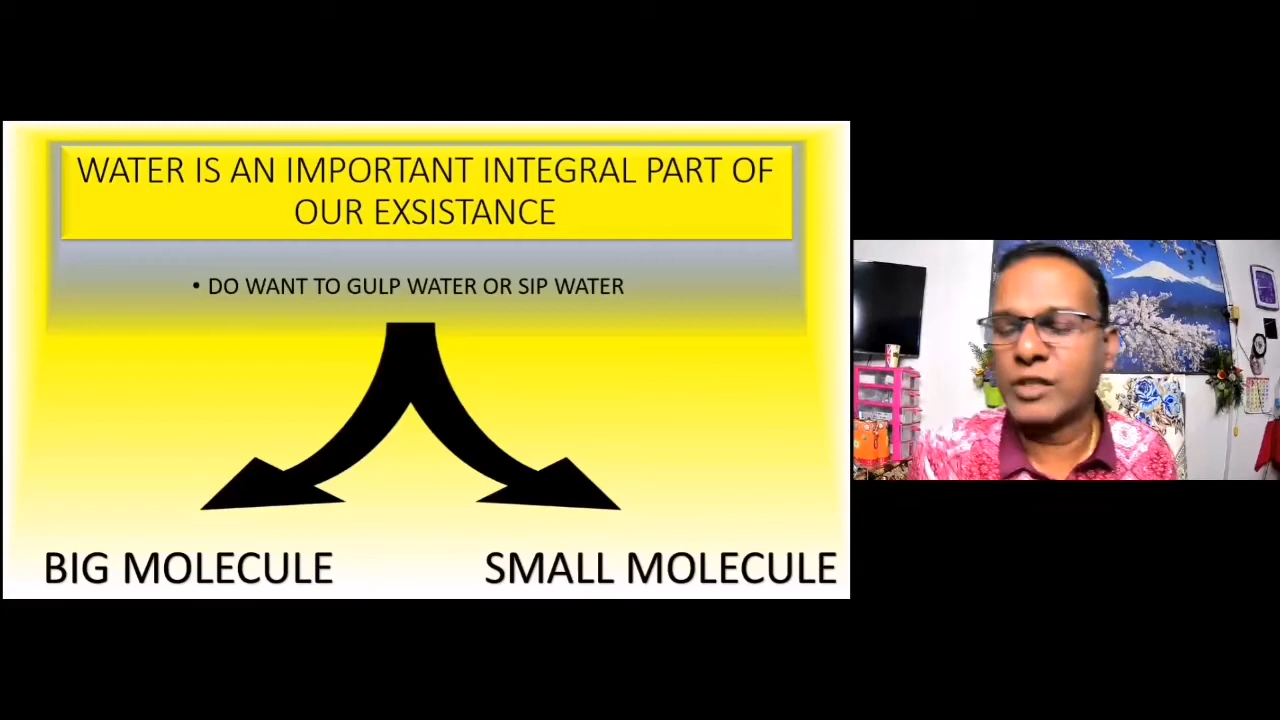 WATER IS AN IMPORTANT INTEGRAL PART OF
OUR EXSISTANCE
• DO WANT TO GULP WATER OR SIP WATER
BIG MOLECULE
SMALL MOLECULE